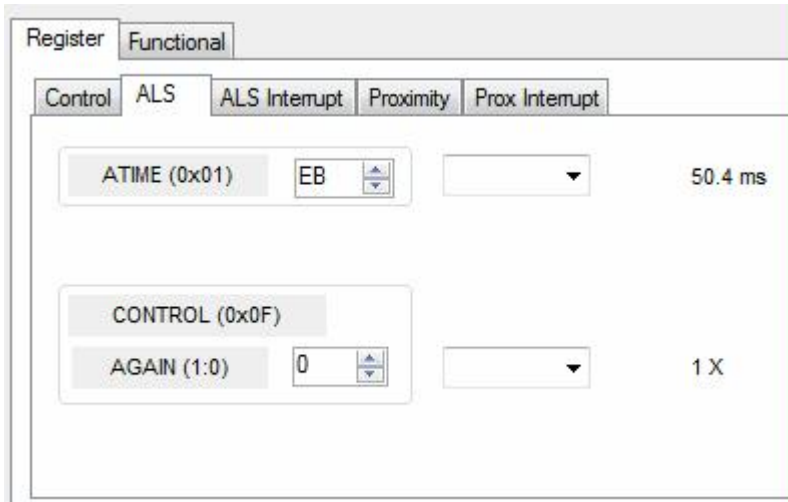 Register Functional
Control ALS ALS Interrupt Proximity Prox Interrupt
ATIME (0x01) EB 50.4 ms
CONTROL (0x0F)
AGAIN (1:0) 0 1 X